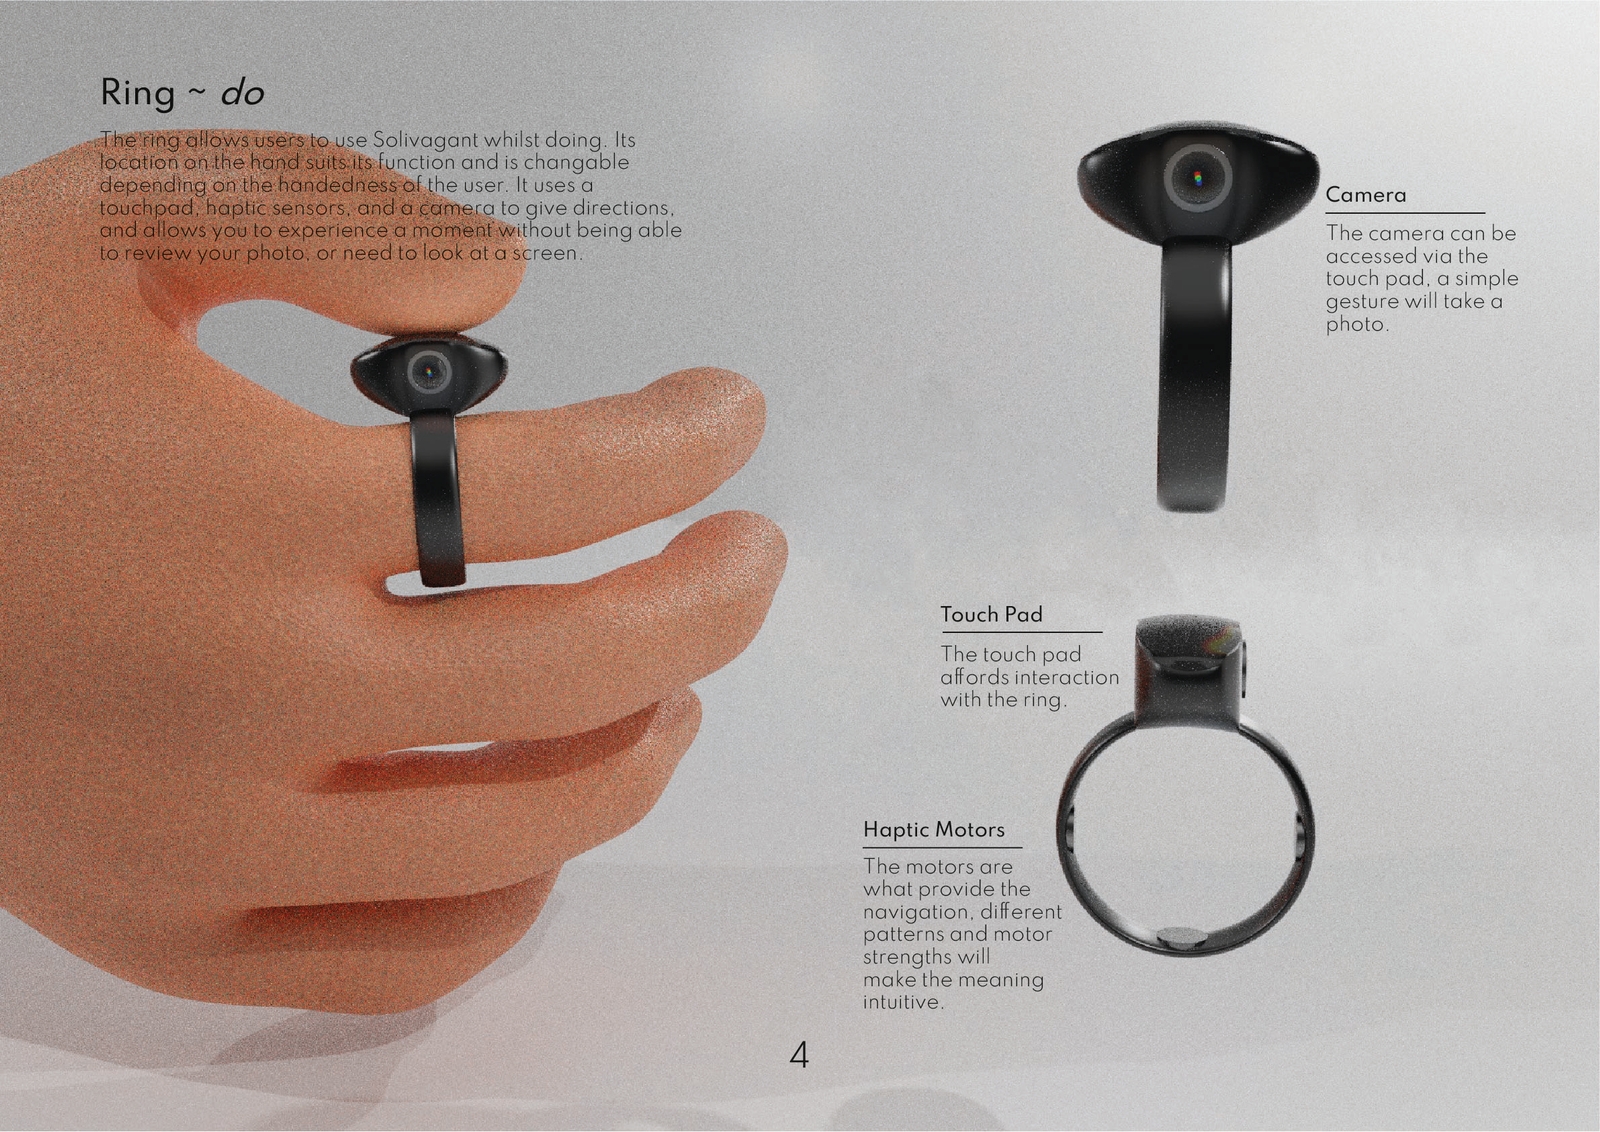 Ring ~ do
The ring allows users to use Solivagant whilst doing. Its
location on the hand suits its function and is changable
depending on the handedness of the user. It uses a
touchpad, haptic sensors, and a camera to give directions,
and allows you to experience a moment without being able
to review your photo, or need to look at a screen.
Camera
The camera can be
accessed via the
touch pad, a simple
gesture will take a
photo.
Touch Pad
The touch pad
affords interaction
with the ring.
Haptic Motors
The motors are
what provide the
navigation, different
patterns and motor
strengths will
make the meaning
intuitive.
4